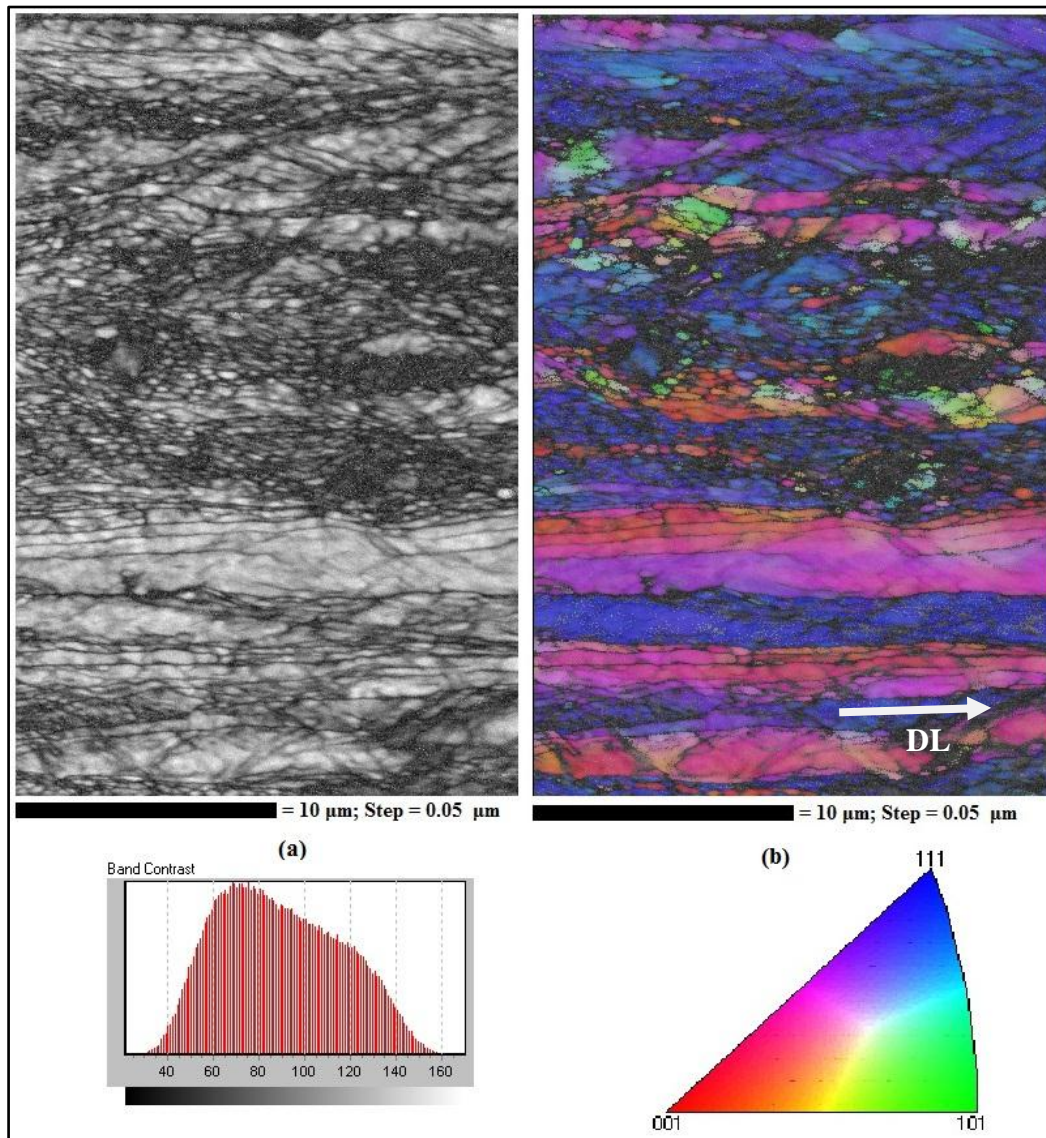 DL
= 10 μm; Step = 0.05 μm
= 10 μm; Step = 0.05 μm
(a)
(b)
Band Contrast
40 60 80 100 120 140 160
111
001
101